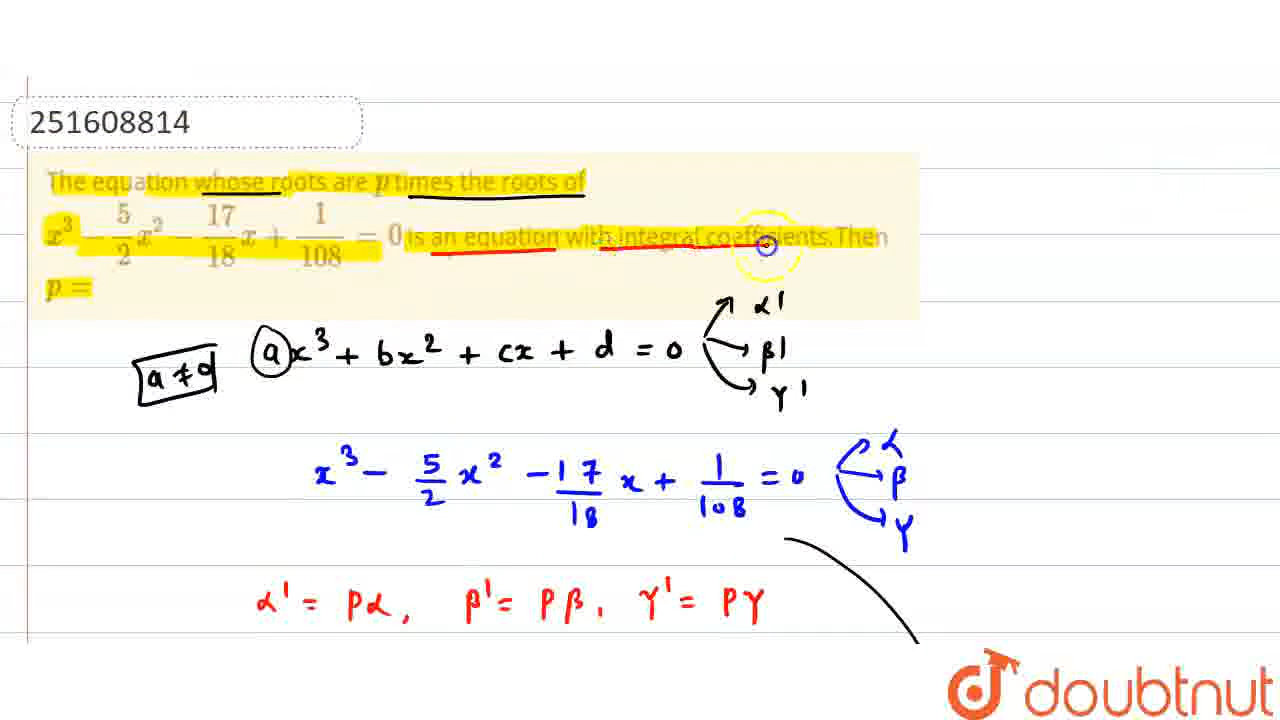 251608814
The equation whose roots are p times the roots of
x³ − 5/2 x² − 17/18 x + 1/108 = 0 is an equation with integral coefficients.Then
p =
α'
a ≠ 0 ax³ + bx² + cx + d = 0 β'
γ'
α
x³ − 5/2 x² − 17/18 x + 1/108 = 0 β
γ
α' = pα, β' = pβ, γ' = pγ
doubtnut